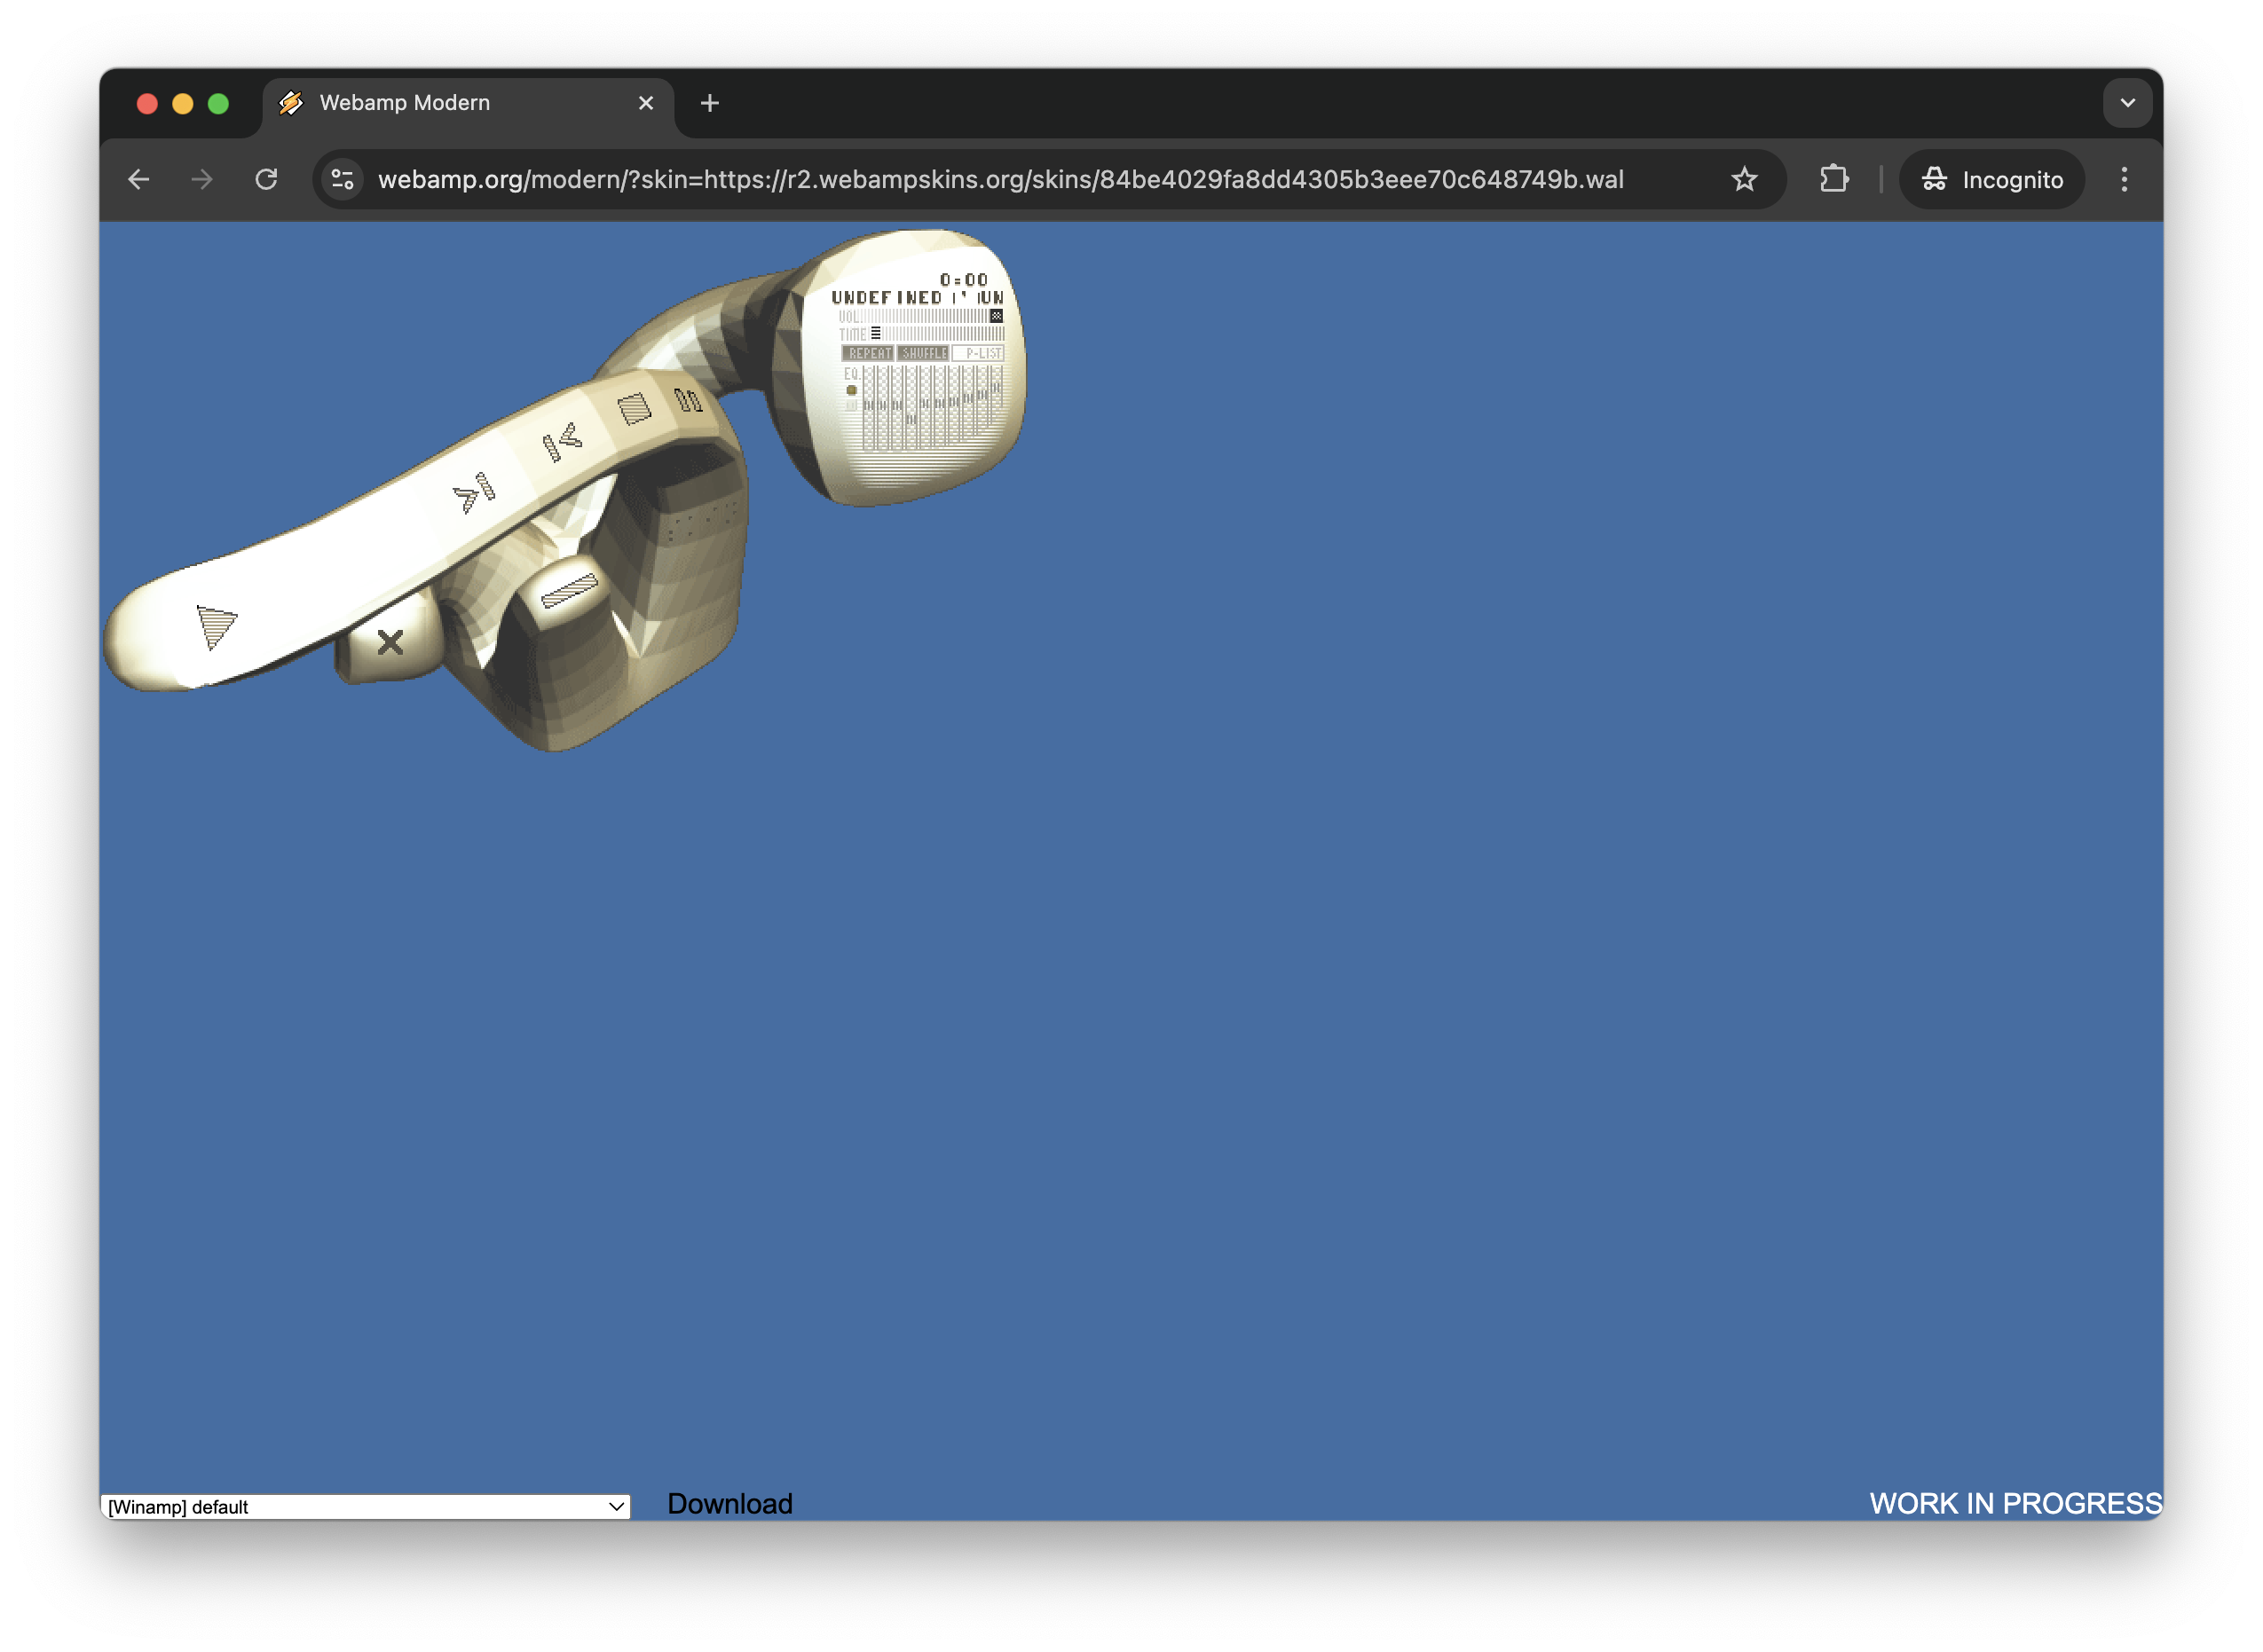 Webamp Modern
webamp.org/modern/?skin=https://r2.webampskins.org/skins/84be4029fa8dd4305b3eee70c648749b.wal
Incognito
0:00
UNDEFINED
VOL.
TIME
REPEAT SHUFFLE P-LIST
EQ.
[Winamp] default
Download
WORK IN PROGRESS